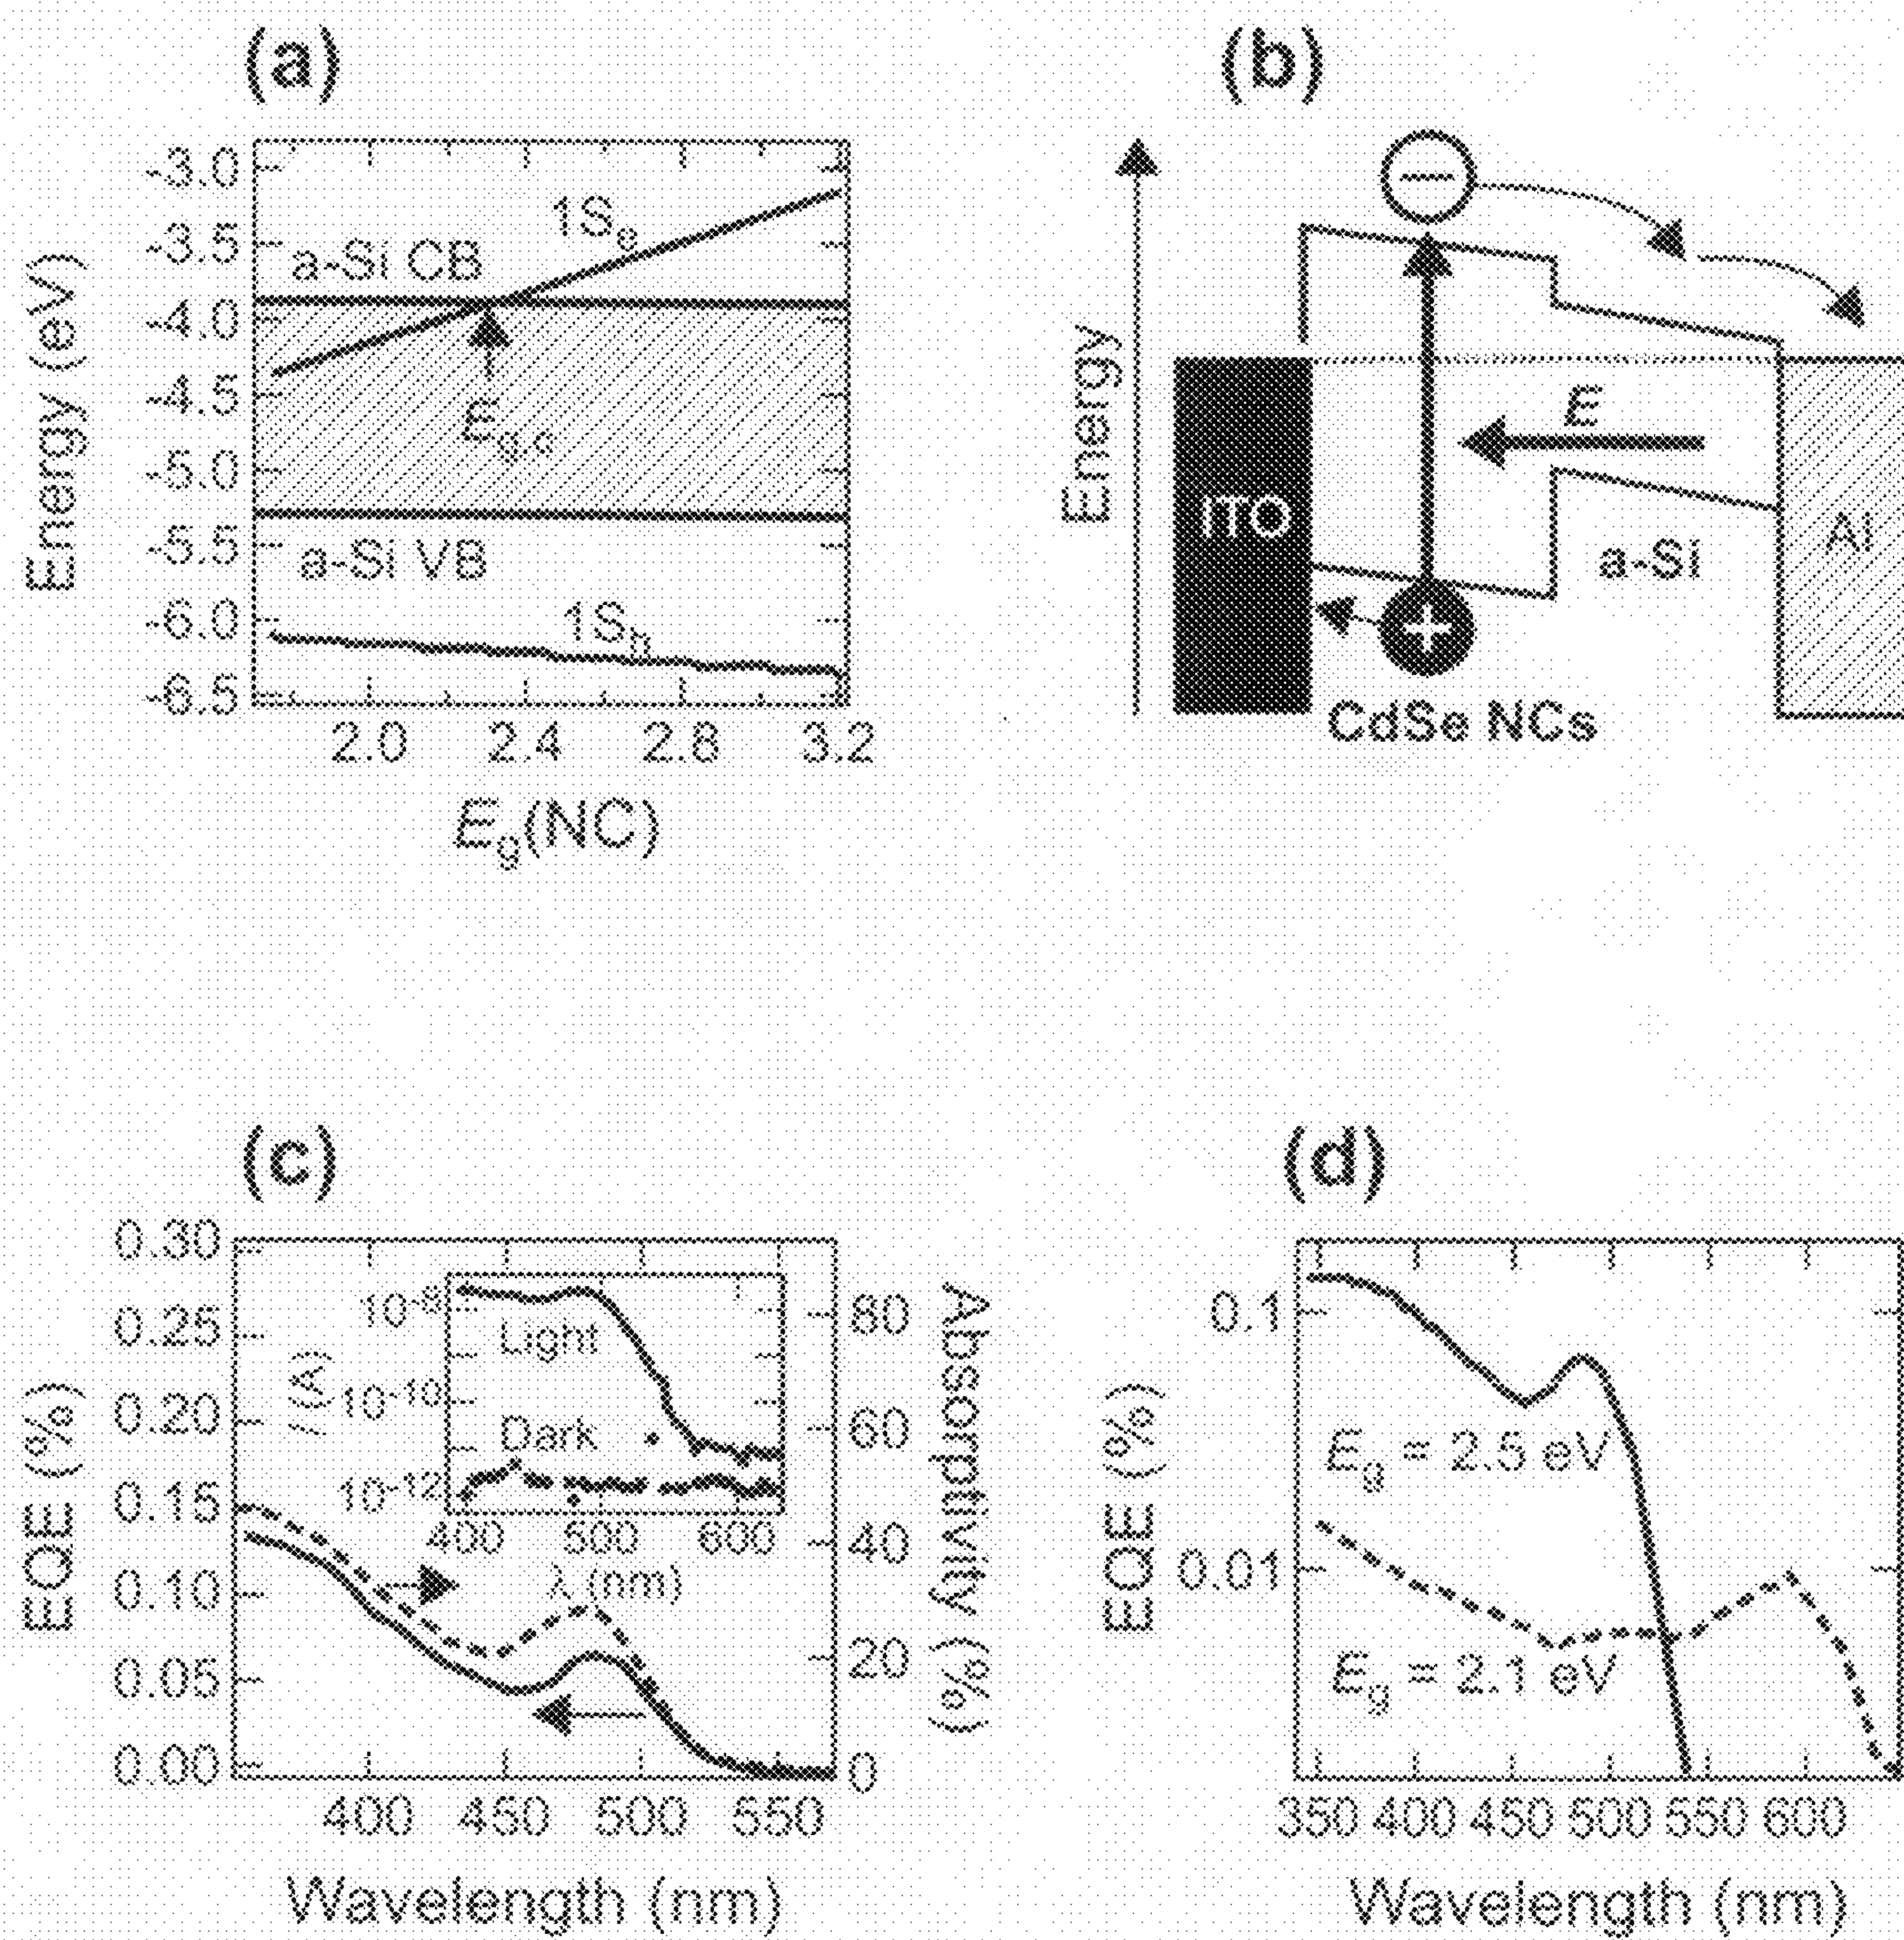 (a)
-3.0
-3.5
-4.0
-4.5
-5.0
-5.5
-6.0
-6.5
Energy (eV)
1Se
a-Si CB
Eg,c
a-Si VB
1Sh
2.0 2.4 2.8 3.2
Eg(NC)
(b)
Energy
−
E
ITO
a-Si
Al
+
CdSe NCs
(c)
0.30
0.25
0.20
0.15
0.10
0.05
0.00
EQE (%)
10-8
10-10
10-12
I (A)
Light
Dark
400 500 600
λ (nm)
80
60
40
20
0
Absorptivity (%)
400 450 500 550
Wavelength (nm)
(d)
0.1
0.01
EQE (%)
Eg = 2.5 eV
Eg = 2.1 eV
350 400 450 500 550 600
Wavelength (nm)